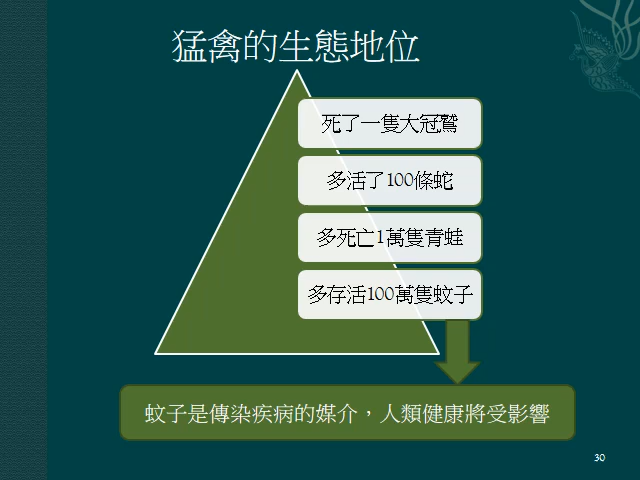 猛禽的生態地位
死了一隻大冠鷲
多活了100條蛇
多死亡1萬隻青蛙
多存活100萬隻蚊子
蚊子是傳染疾病的媒介，人類健康將受影響
30